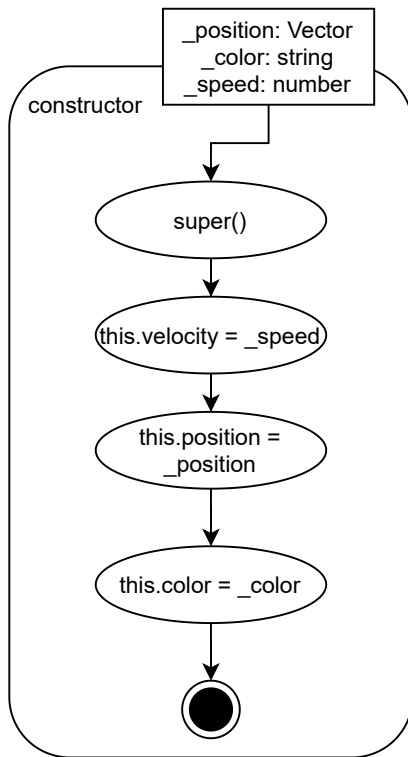 _position: Vector
_color: string
_speed: number
constructor
super()
this.velocity = _speed
this.position =
_position
this.color = _color